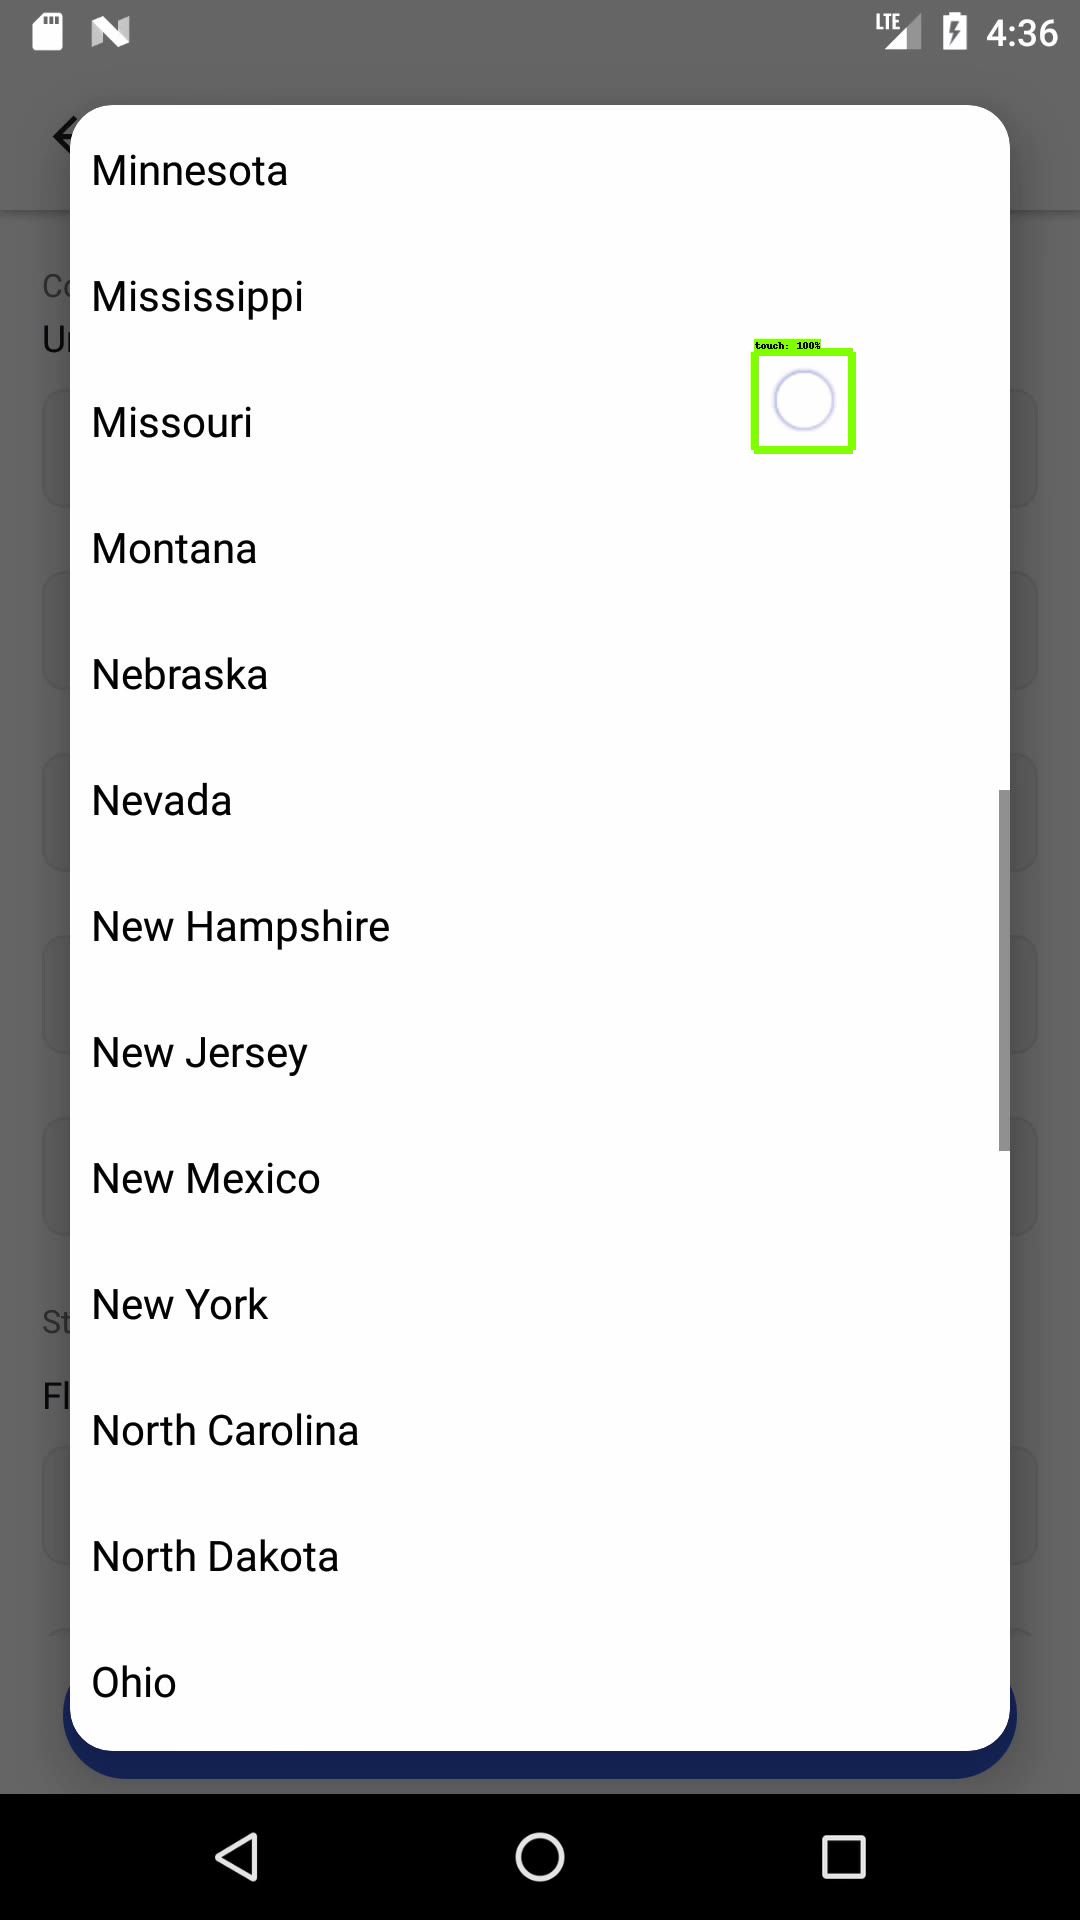 LTE 4:36
Minnesota
Mississippi
touch: 100%
Missouri
Montana
Nebraska
Nevada
New Hampshire
New Jersey
New Mexico
New York
North Carolina
North Dakota
Ohio